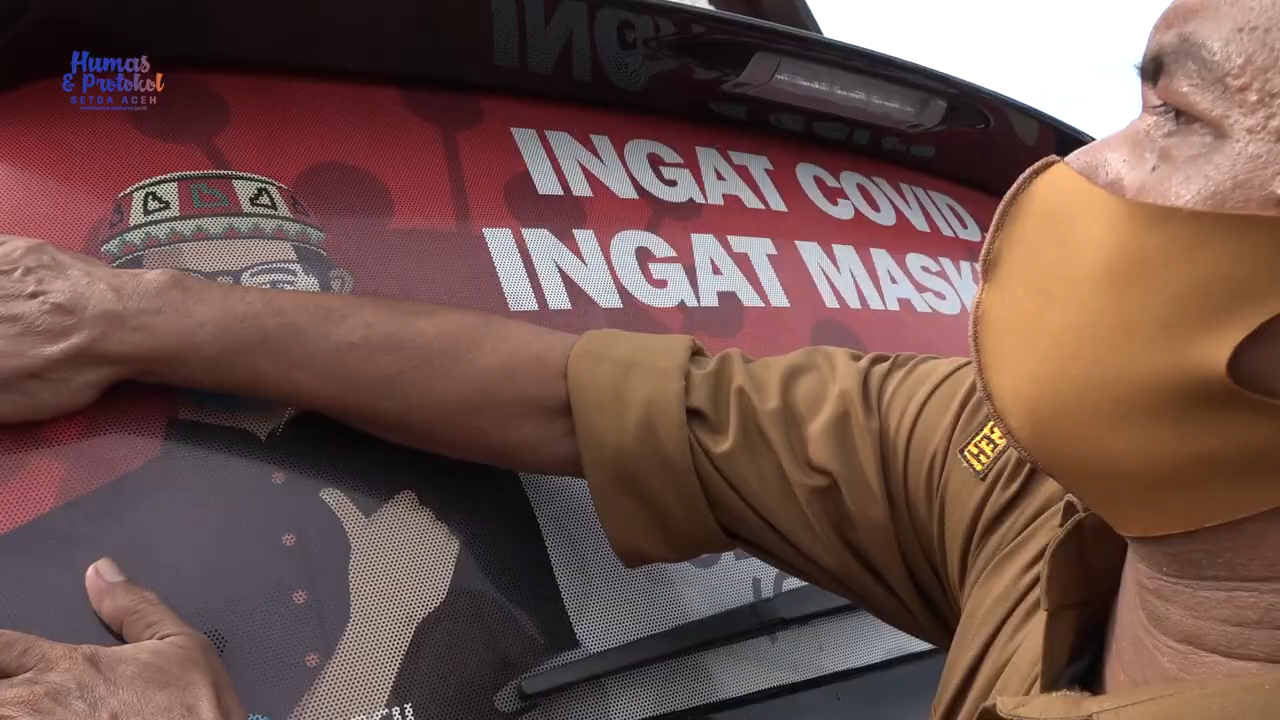 Humas
& Protokol
SETDA ACEH
INGAT COVID,
INGAT MASK